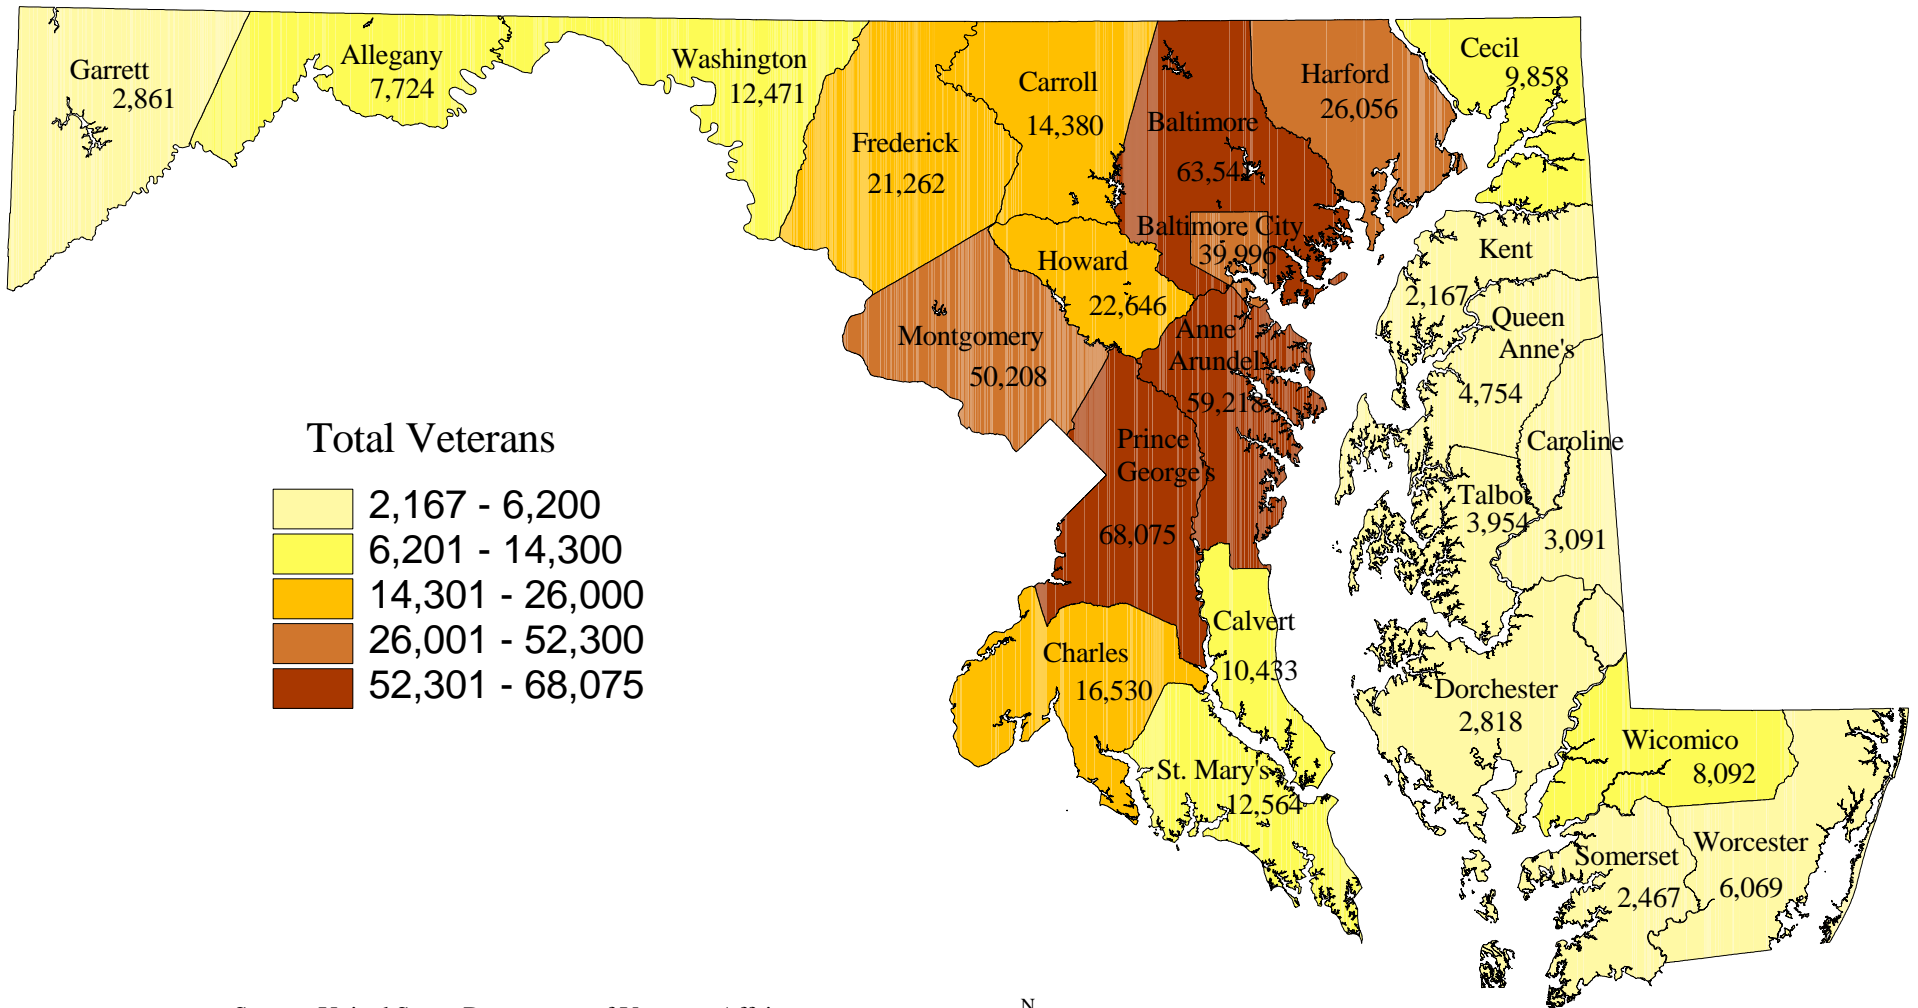 Garrett
2,861
Allegany
7,724
Washington
12,471
Frederick
21,262
Carroll
14,380
Baltimore
Harford
26,056
Cecil
9,858
Baltimore City
39,996
Howard
22,646
Montgomery
50,208
Anne
Arundel
59,218
Prince
George's
68,075
Kent
2,167
Queen
Anne's
4,754
Caroline
3,091
Talbot
3,954
Total Veterans
2,167 - 6,200
6,201 - 14,300
14,301 - 26,000
26,001 - 52,300
52,301 - 68,075
Calvert
10,433
Charles
16,530
St. Mary's
12,564
Dorchester
2,818
Wicomico
8,092
Somerset
2,467
Worcester
6,069
N